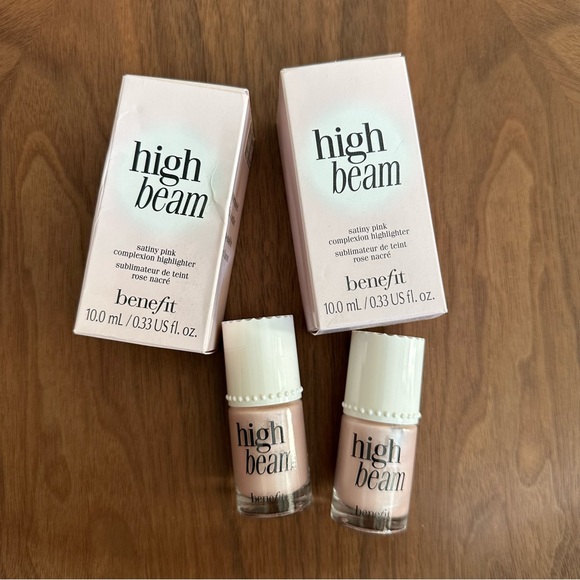 high
beam
satiny pink
complexion highlighter
sublimateur de teint
rose nacré
benefit
10.0 mL / 0.33 US fl. oz.
high
beam
satiny pink
complexion highlighter
sublimateur de teint
rose nacré
benefit
10.0 mL / 0.33 US fl. oz.
high
beam
benefit
high
beam
benefit